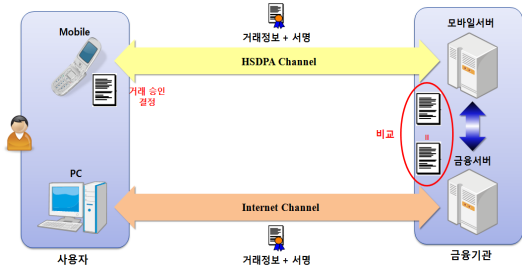 거래정보 + 서명
Mobile
모바일서버
HSDPA Channel
거래 승인
결정
비교
=
금융서버
PC
Internet Channel
사용자
거래정보 + 서명
금융기관